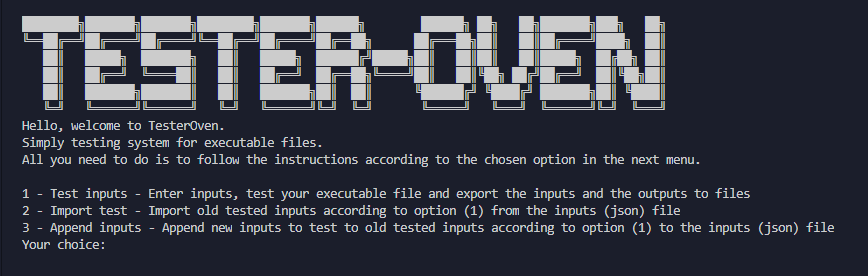 TESTER-OVEN
Hello, welcome to TesterOven.
Simply testing system for executable files.
All you need to do is to follow the instructions according to the chosen option in the next menu.
1 - Test inputs - Enter inputs, test your executable file and export the inputs and the outputs to files
2 - Import test - Import old tested inputs according to option (1) from the inputs (json) file
3 - Append inputs - Append new inputs to test to old tested inputs according to option (1) to the inputs (json) file
Your choice: